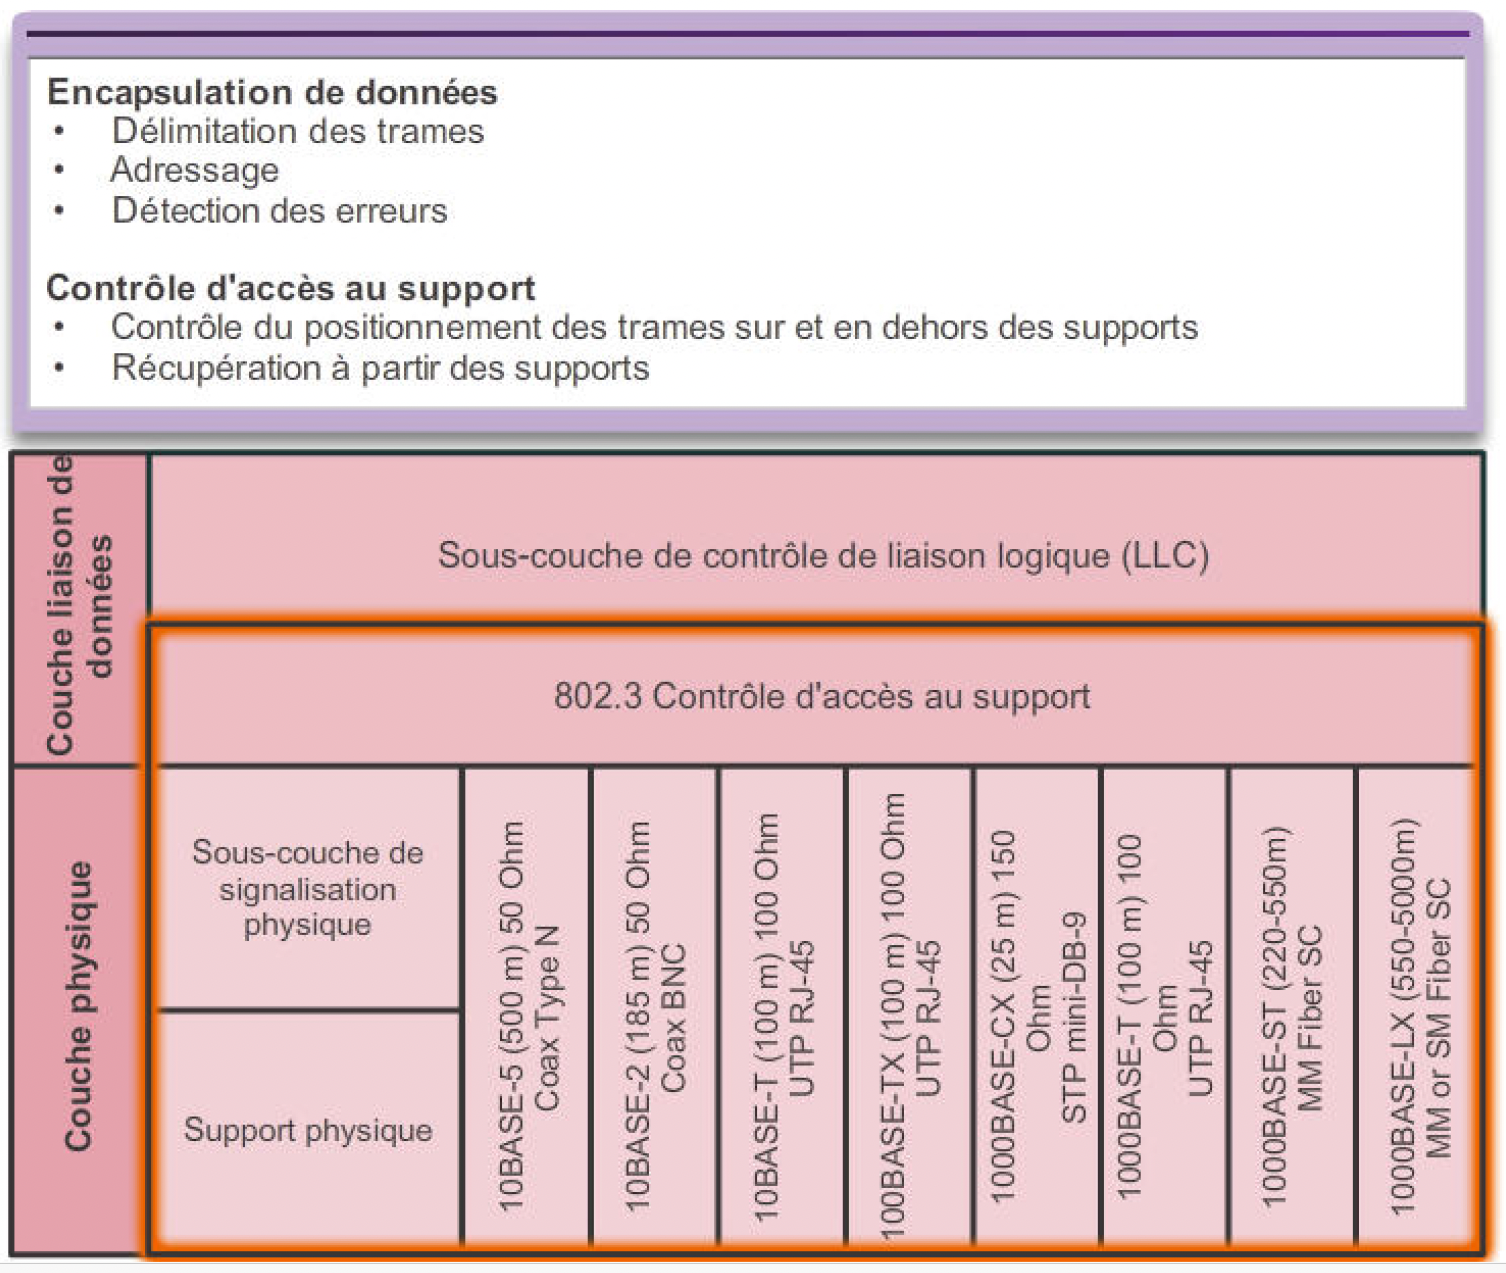 Encapsulation de données
• Délimitation des trames
• Adressage
• Détection des erreurs
Contrôle d'accès au support
• Contrôle du positionnement des trames sur et en dehors des supports
• Récupération à partir des supports
Couche liaison de
données
Sous-couche de contrôle de liaison logique (LLC)
802.3 Contrôle d'accès au support
Couche physique
Sous-couche de
signalisation
physique
Support physique
10BASE-5 (500 m) 50 Ohm
Coax Type N
10BASE-2 (185 m) 50 Ohm
Coax BNC
10BASE-T (100 m) 100 Ohm
UTP RJ-45
100BASE-TX (100 m) 100 Ohm
UTP RJ-45
1000BASE-CX (25 m) 150
Ohm
STP mini-DB-9
1000BASE-T (100 m) 100
Ohm
UTP RJ-45
1000BASE-ST (220-550m)
MM Fiber SC
1000BASE-LX (550-5000m)
MM or SM Fiber SC